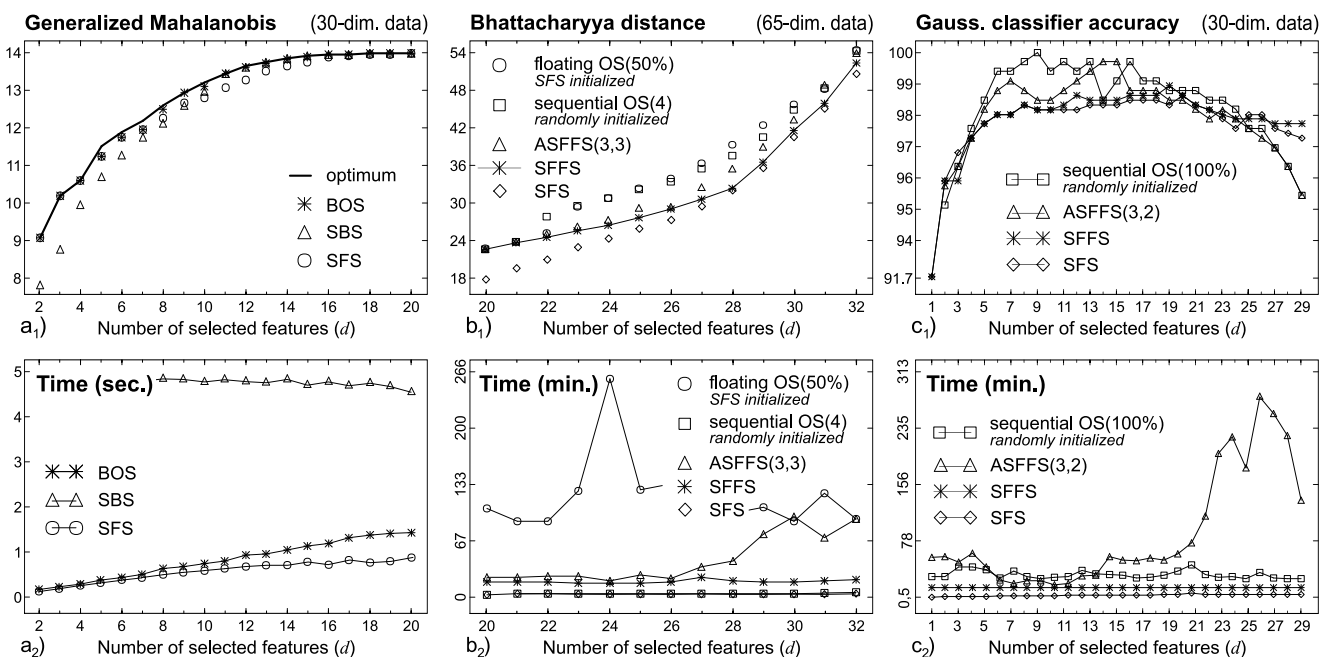 Generalized Mahalanobis (30-dim. data)
14
13
12
11
10
9
8
optimum
BOS
SBS
SFS
2 4 6 8 10 12 14 16 18 20
a1) Number of selected features (d)
Bhattacharyya distance (65-dim. data)
54
48
42
36
30
24
18
floating OS(50%)
SFS initialized
sequential OS(4)
randomly initialized
ASFFS(3,3)
SFFS
SFS
20 22 24 26 28 30 32
b1) Number of selected features (d)
Gauss. classifier accuracy (30-dim. data)
100
99
98
97
96
95
94
91.7
sequential OS(100%)
randomly initialized
ASFFS(3,2)
SFFS
SFS
1 3 5 7 9 11 13 15 17 19 21 23 25 27 29
c1) Number of selected features (d)
Time (sec.)
5
4
3
2
1
0
BOS
SBS
SFS
2 4 6 8 10 12 14 16 18 20
a2) Number of selected features (d)
Time (min.)
266
200
133
67
0
floating OS(50%)
SFS initialized
sequential OS(4)
randomly initialized
ASFFS(3,3)
SFFS
SFS
20 22 24 26 28 30 32
b2) Number of selected features (d)
Time (min.)
313
235
156
78
0.5
sequential OS(100%)
randomly initialized
ASFFS(3,2)
SFFS
SFS
1 3 5 7 9 11 13 15 17 19 21 23 25 27 29
c2) Number of selected features (d)